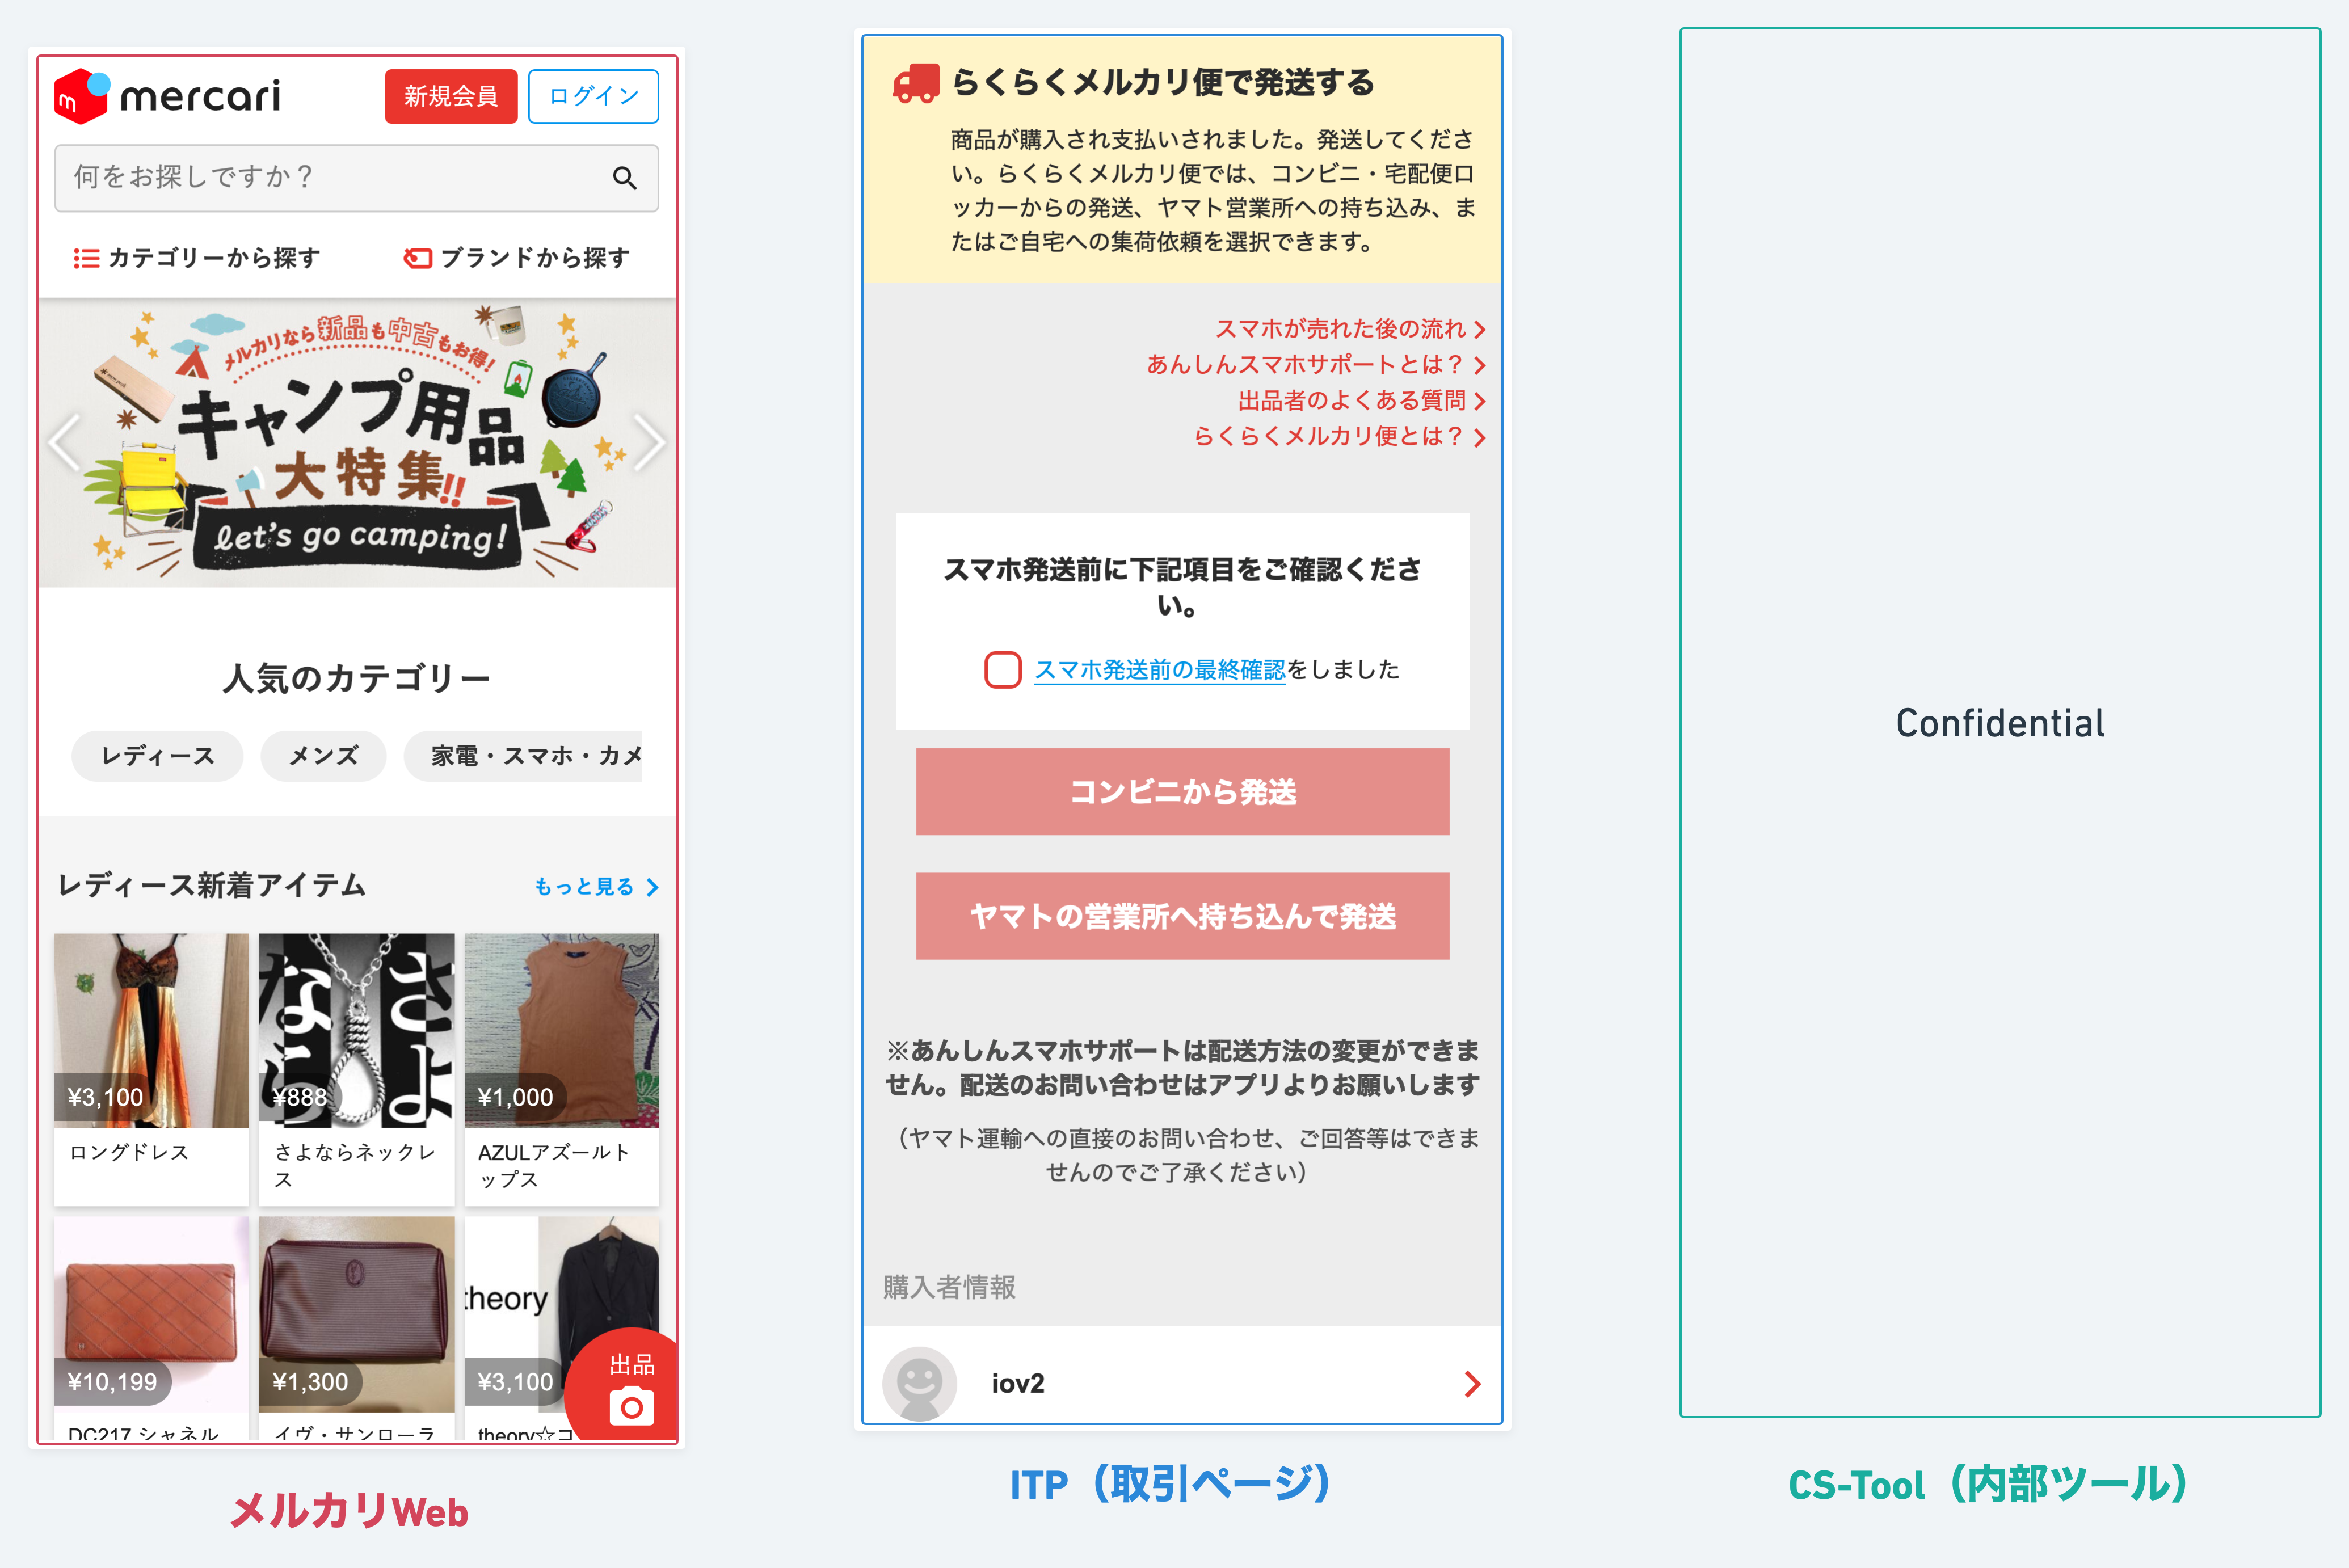 mercari
新規会員
ログイン
何をお探しですか？
カテゴリーから探す
ブランドから探す
メルカリなら新品も中古もお得!
キャンプ用品
大特集!!
let's go camping!
人気のカテゴリー
レディース
メンズ
家電・スマホ・カメ
レディース新着アイテム
もっと見る
さよ
なら
¥3,100
¥888
¥1,000
ロングドレス
さよならネックレ
ス
AZULアズールト
ップス
theory
¥10,199
¥1,300
¥3,100
出品
DC217 シャネル
イヴ・サンローラ
theory☆コ
メルカリWeb
らくらくメルカリ便で発送する
商品が購入され支払いされました。発送してくださ
い。らくらくメルカリ便では、コンビニ・宅配便ロ
ッカーからの発送、ヤマト営業所への持ち込み、ま
たはご自宅への集荷依頼を選択できます。
スマホが売れた後の流れ
あんしんスマホサポートとは？
出品者のよくある質問
らくらくメルカリ便とは？
スマホ発送前に下記項目をご確認くださ
い。
スマホ発送前の最終確認をしました
コンビニから発送
ヤマトの営業所へ持ち込んで発送
※あんしんスマホサポートは配送方法の変更ができま
せん。配送のお問い合わせはアプリよりお願いします
（ヤマト運輸への直接のお問い合わせ、ご回答等はできま
せんのでご了承ください）
購入者情報
iov2
ITP（取引ページ）
Confidential
CS-Tool（内部ツール）